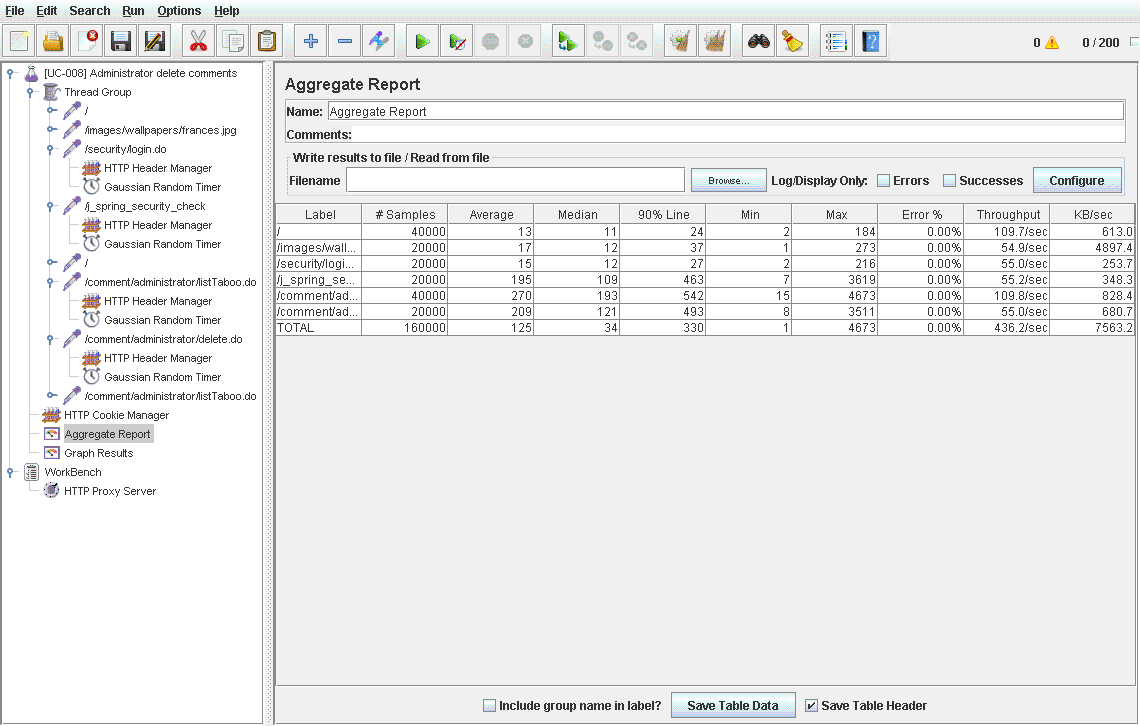 File Edit Search Run Options Help
0 0 / 200
[UC-008] Administrator delete comments
Thread Group
/
/images/wallpapers/frances.jpg
/security/login.do
HTTP Header Manager
Gaussian Random Timer
/j_spring_security_check
HTTP Header Manager
Gaussian Random Timer
/
/comment/administrator/listTaboo.do
HTTP Header Manager
Gaussian Random Timer
/comment/administrator/delete.do
HTTP Header Manager
Gaussian Random Timer
/comment/administrator/listTaboo.do
HTTP Cookie Manager
Aggregate Report
Graph Results
WorkBench
HTTP Proxy Server
Aggregate Report
Name: Aggregate Report
Comments:
Write results to file / Read from file
Filename Browse... Log/Display Only: Errors Successes Configure
Label # Samples Average Median 90% Line Min Max Error % Throughput KB/sec
/ 40000 13 11 24 2 184 0.00% 109.7/sec 613.0
/images/wall... 20000 17 12 37 1 273 0.00% 54.9/sec 4897.4
/security/logi... 20000 15 12 27 2 216 0.00% 55.0/sec 253.7
/j_spring_se... 20000 195 109 463 7 3619 0.00% 55.2/sec 348.3
/comment/ad... 40000 270 193 542 15 4673 0.00% 109.8/sec 828.4
/comment/ad... 20000 209 121 493 8 3511 0.00% 55.0/sec 680.7
TOTAL 160000 125 34 330 1 4673 0.00% 436.2/sec 7563.2
Include group name in label? Save Table Data Save Table Header